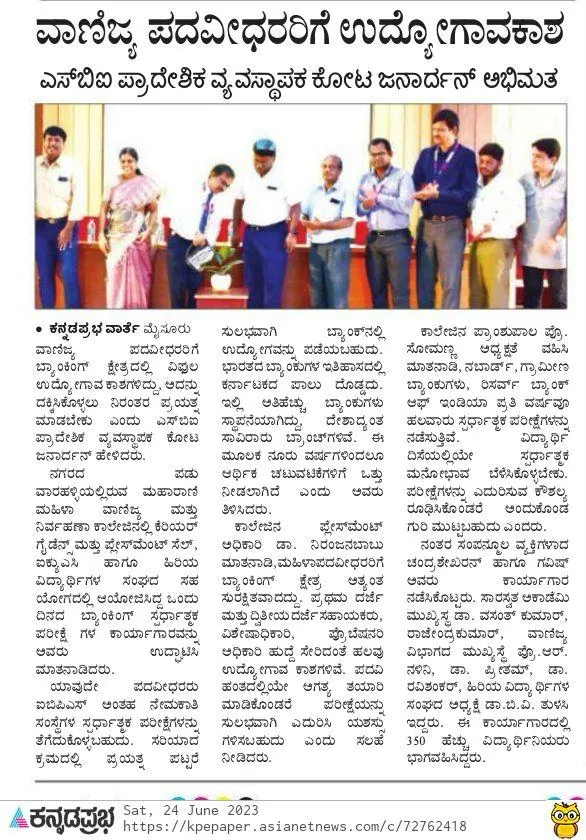 ವಾಣಿಜ್ಯ ಪದವೀಧರರಿಗೆ ಉದ್ಯೋಗಾವಕಾಶ
ಎಸ್‌ಬಿಐ ಪ್ರಾದೇಶಿಕ ವ್ಯವಸ್ಥಾಪಕ ಕೋಟ ಜನಾರ್ದನ್ ಅಭಿಮತ
• ಕನ್ನಡಪ್ರಭ ವಾರ್ತೆ ಮೈಸೂರು
ವಾಣಿಜ್ಯ ಪದವೀಧರರಿಗೆ
ಬ್ಯಾಂಕಿಂಗ್ ಕ್ಷೇತ್ರದಲ್ಲಿ ವಿಫುಲ
ಉದ್ಯೋಗಾವ ಕಾಶಗಳಿದ್ದು, ಅದನ್ನು
ದಕ್ಕಿಸಿಕೊಳ್ಳಲು ನಿರಂತರ ಪ್ರಯತ್ನ
ಮಾಡಬೇಕು ಎಂದು ಎಸ್‌ಬಿಐ
ಪ್ರಾದೇಶಿಕ ವ್ಯವಸ್ಥಾಪಕ ಕೋಟ
ಜನಾರ್ದನ್ ಹೇಳಿದರು.
ನಗರದ ಪಡು
ವಾರಹಳ್ಳಿಯಲ್ಲಿರುವ ಮಹಾರಾಣಿ
ಮಹಿಳಾ ವಾಣಿಜ್ಯ ಮತ್ತು
ನಿರ್ವಹಣಾ ಕಾಲೇಜಿನಲ್ಲಿ ಕೆರಿಯರ್
ಗೈಡೆನ್ಸ್ ಮತ್ತು ಪ್ಲೇಸ್‌ಮೆಂಟ್ ಸೆಲ್,
ಐಕ್ಯುಎಸಿ ಹಾಗೂ ಹಿರಿಯ
ವಿದ್ಯಾರ್ಥಿಗಳ ಸಂಘದ ಸಹ
ಯೋಗದಲ್ಲಿ ಆಯೋಜಿಸಿದ್ದ ಒಂದು
ದಿನದ ಬ್ಯಾಂಕಿಂಗ್ ಸ್ಪರ್ಧಾತ್ಮಕ
ಪರೀಕ್ಷೆ ಗಳ ಕಾರ್ಯಾಗಾರವನ್ನು
ಅವರು ಉದ್ಘಾಟಿಸಿ
ಮಾತನಾಡಿದರು.
ಯಾವುದೇ ಪದವೀಧರರು
ಐಬಿಪಿಎಸ್ ಅಂತಹ ನೇಮಕಾತಿ
ಸಂಸ್ಥೆಗಳ ಸ್ಪರ್ಧಾತ್ಮಕ ಪರೀಕ್ಷೆಗಳನ್ನು
ತೆಗೆದುಕೊಳ್ಳಬಹುದು. ಸರಿಯಾದ
ಕ್ರಮದಲ್ಲಿ ಪ್ರಯತ್ನ ಪಟ್ಟರೆ
ಸುಲಭವಾಗಿ ಬ್ಯಾಂಕ್‌ನಲ್ಲಿ
ಉದ್ಯೋಗವನ್ನು ಪಡೆಯಬಹುದು.
ಭಾರತದ ಬ್ಯಾಂಕುಗಳ ಇತಿಹಾಸದಲ್ಲಿ
ಕರ್ನಾಟಕದ ಪಾಲು ದೊಡ್ಡದು.
ಇಲ್ಲಿ ಅತಿಹೆಚ್ಚು ಬ್ಯಾಂಕುಗಳು
ಸ್ಥಾಪನೆಯಾಗಿದ್ದು, ದೇಶಾದ್ಯಂತ
ಸಾವಿರಾರು ಬ್ರಾಂಚ್‌ಗಳಿವೆ. ಈ
ಮೂಲಕ ನೂರು ವರ್ಷಗಳಿಂದಲೂ
ಆರ್ಥಿಕ ಚಟುವಟಿಕೆಗಳಿಗೆ ಒತ್ತು
ನೀಡಲಾಗಿದೆ ಎಂದು ಅವರು
ತಿಳಿಸಿದರು.
ಕಾಲೇಜಿನ ಪ್ಲೇಸ್‌ಮೆಂಟ್
ಅಧಿಕಾರಿ ಡಾ. ನಿರಂಜನಬಾಬು
ಮಾತನಾಡಿ,ಮಹಿಳಾಪದವೀಧರರಿಗೆ
ಬ್ಯಾಂಕಿಂಗ್ ಕ್ಷೇತ್ರ ಅತ್ಯಂತ
ಸುರಕ್ಷಿತವಾದದ್ದು. ಪ್ರಥಮ ದರ್ಜೆ
ಮತ್ತುದ್ವಿತೀಯದರ್ಜೆಸಹಾಯಕರು,
ವಿಶೇಷಾಧಿಕಾರಿ, ಪ್ರೊಬೆಷನರಿ
ಅಧಿಕಾರಿ ಹುದ್ದೆ ಸೇರಿದಂತೆ ಹಲವು
ಉದ್ಯೋಗಾವ ಕಾಶಗಳಿವೆ. ಪದವಿ
ಹಂತದಲ್ಲಿಯೇ ಅಗತ್ಯ ತಯಾರಿ
ಮಾಡಿಕೊಂಡರೆ ಪರೀಕ್ಷೆಯನ್ನು
ಸುಲಭವಾಗಿ ಎದುರಿಸಿ ಯಶಸ್ಸು
ಗಳಿಸಬಹುದು ಎಂದು ಸಲಹೆ
ನೀಡಿದರು.
ಕಾಲೇಜಿನ ಪ್ರಾಂಶುಪಾಲ ಪ್ರೊ.
ಸೋಮಣ್ಣ ಅಧ್ಯಕ್ಷತೆ ವಹಿಸಿ
ಮಾತನಾಡಿ, ನಬಾರ್ಡ್, ಗ್ರಾಮೀಣ
ಬ್ಯಾಂಕುಗಳು, ರಿಸರ್ವ್ ಬ್ಯಾಂಕ್
ಆಫ್ ಇಂಡಿಯಾ ಪ್ರತಿ ವರ್ಷವೂ
ಹಲವಾರು ಸ್ಪರ್ಧಾತ್ಮಕ ಪರೀಕ್ಷೆಗಳನ್ನು
ನಡೆಸುತ್ತಿವೆ. ವಿದ್ಯಾರ್ಥಿ
ದಿಸೆಯಲ್ಲಿಯೇ ಸ್ಪರ್ಧಾತ್ಮಕ
ಮನೋಭಾವ ಬೆಳೆಸಿಕೊಳ್ಳಬೇಕು.
ಪರೀಕ್ಷೆಗಳನ್ನು ಎದುರಿಸುವ ಕೌಶಲ್ಯ
ರೂಢಿಸಿಕೊಂಡರೆ ಅಂದುಕೊಂಡ
ಗುರಿ ಮುಟ್ಟಬಹುದು ಎಂದರು.
ನಂತರ ಸಂಪನ್ಮೂಲ ವ್ಯಕ್ತಿಗಳಾದ
ಚಂದ್ರಶೇಖರನ್ ಹಾಗೂ ಗವಿಷ್
ಅವರು ಕಾರ್ಯಾಗಾರ
ನಡೆಸಿಕೊಟ್ಟರು. ಸಾರಸ್ವತ ಅಕಾಡೆಮಿ
ಮುಖ್ಯಸ್ಥ ಡಾ. ವಸಂತ್ ಕುಮಾರ್,
ರಾಜೇಂದ್ರಕುಮಾರ್, ವಾಣಿಜ್ಯ
ವಿಭಾಗದ ಮುಖ್ಯಸ್ಥೆ ಪ್ರೊ.ಆರ್.
ನಳಿನಿ, ಡಾ. ಪ್ರೀತಮ್, ಡಾ.
ರವಿಶಂಕರ್, ಹಿರಿಯ ವಿದ್ಯಾರ್ಥಿಗಳ
ಸಂಘದ ಅಧ್ಯಕ್ಷೆ ಡಾ.ಬಿ.ವಿ. ತುಳಸಿ
ಇದ್ದರು. ಈ ಕಾರ್ಯಾಗಾರದಲ್ಲಿ
350 ಹೆಚ್ಚು ವಿದ್ಯಾರ್ಥಿನಿಯರು
ಭಾಗವಹಿಸಿದ್ದರು.
ಕನ್ನಡಪ್ರಭ Sat, 24 June 2023
https://kpepaper.asianetnews.com/c/72762418